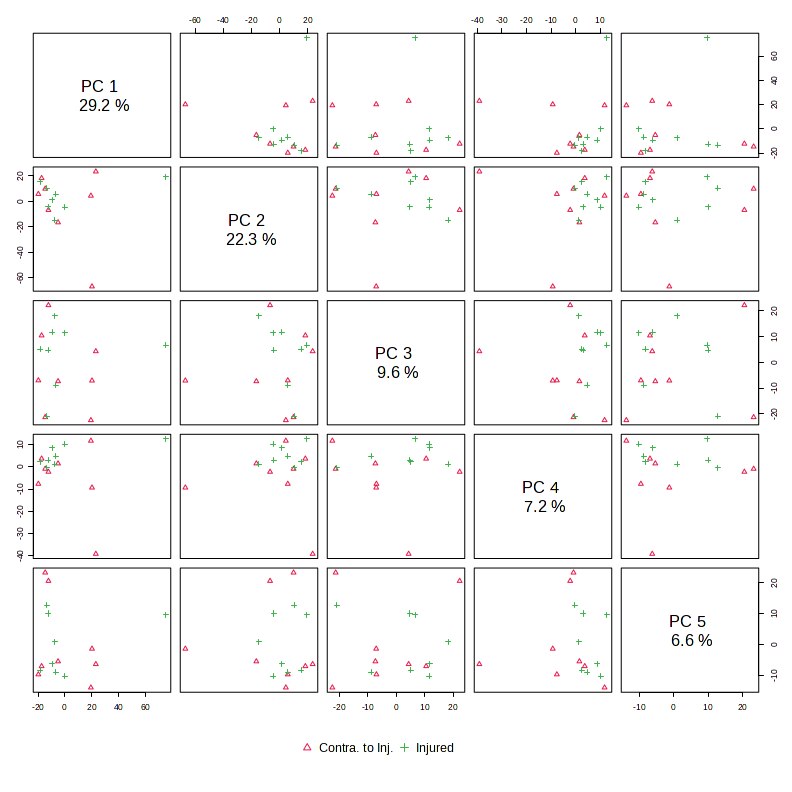 -60 -20 0 20 -40 -20 0 10
PC 1
29.2 %
-20 0 20 40 60
-60 -40 -20 0 20
PC 2
22.3 %
PC 3
9.6 %
-20 -10 0 10 20
-40 -30 -20 -10 0 10
PC 4
7.2 %
PC 5
6.6 %
-10 0 10 20
-20 0 20 40 60 -20 -10 0 10 20 -10 0 10 20
Contra. to Inj. Injured